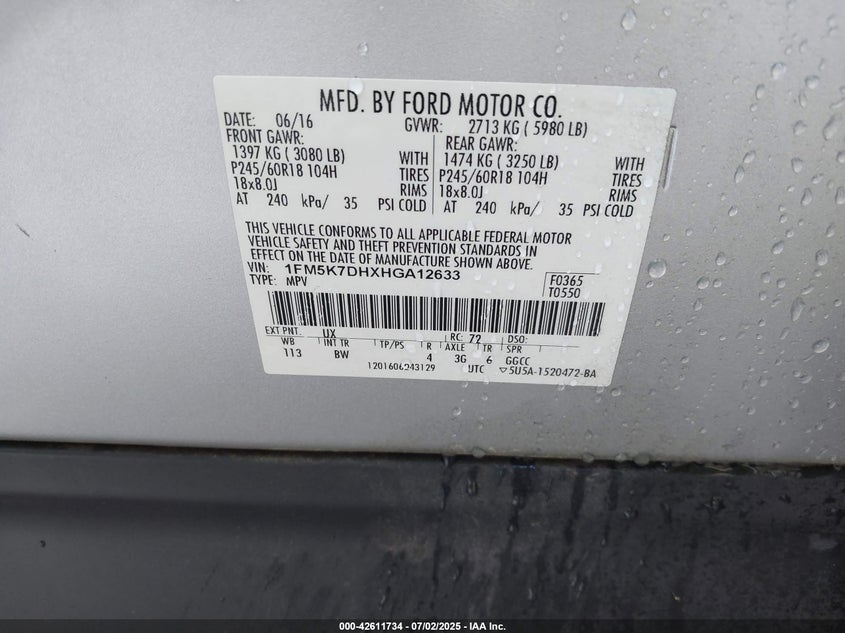 MFD. BY FORD MOTOR CO.
DATE: 06/16 GVWR: 2713 KG ( 5980 LB)
FRONT GAWR: REAR GAWR:
1397 KG ( 3080 LB) WITH 1474 KG ( 3250 LB) WITH
P245/60R18 104H TIRES P245/60R18 104H TIRES
18x8.0J RIMS 18x8.0J RIMS
AT 240 kPa/ 35 PSI COLD AT 240 kPa/ 35 PSI COLD
THIS VEHICLE CONFORMS TO ALL APPLICABLE FEDERAL MOTOR
VEHICLE SAFETY AND THEFT PREVENTION STANDARDS IN
EFFECT ON THE DATE OF MANUFACTURE SHOWN ABOVE.
VIN: 1FM5K7DHXHGA12633 F0365
TYPE: MPV T0550
EXT PNT: UX RC: 72 DSO:
WB INT TR TP/PS R AXLE TR SPR
113 BW 4 3G 6 GGCC
1201606243129 UTC ▽5U5A-1520472-BA
000-42611734 - 07/02/2025 - IAA Inc.